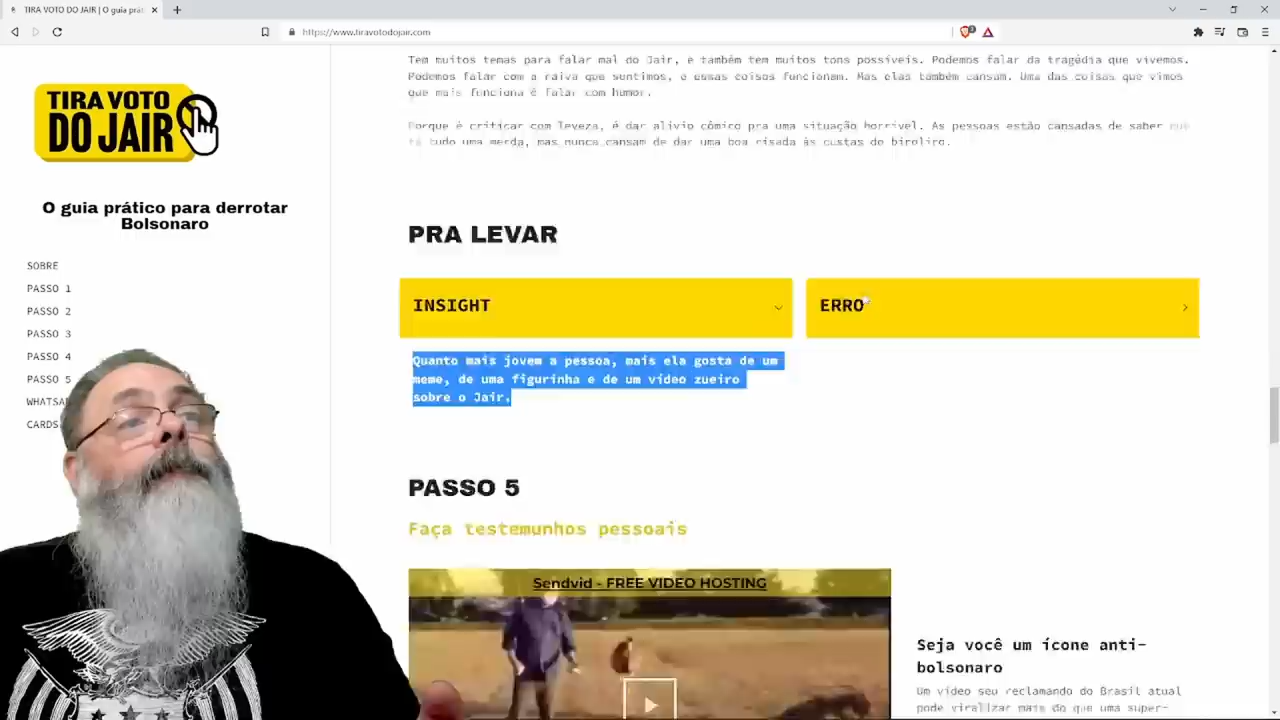 TIRA VOTO DO JAIR | O guia prát
https://www.tiravotodojair.com
TIRA VOTO
DO JAIR
O guia prático para derrotar
Bolsonaro
SOBRE
PASSO 1
PASSO 2
PASSO 3
PASSO 4
PASSO 5
WHATSA
CARDS
Tem muitos temas para falar mal do Jair, e também tem muitos tons possíveis. Podemos falar da tragédia que vivemos.
Podemos falar com a raiva que sentimos, e essas coisas funcionam. Mas elas também cansam. Uma das coisas que vimos
que mais funciona é falar com humor.
Porque é criticar com leveza, é dar alívio cômico pra uma situação horrível. As pessoas estão cansadas de saber que
tá tudo uma merda, mas nunca cansam de dar uma boa risada às custas do biroliro.
PRA LEVAR
INSIGHT
ERRO
Quanto mais jovem a pessoa, mais ela gosta de um
meme, de uma figurinha e de um vídeo zueiro
sobre o Jair.
PASSO 5
Faça testemunhos pessoais
Sendvid - FREE VIDEO HOSTING
Seja você um ícone anti-
bolsonaro
Um vídeo seu reclamando do Brasil atual
pode viralizar mais do que uma super-